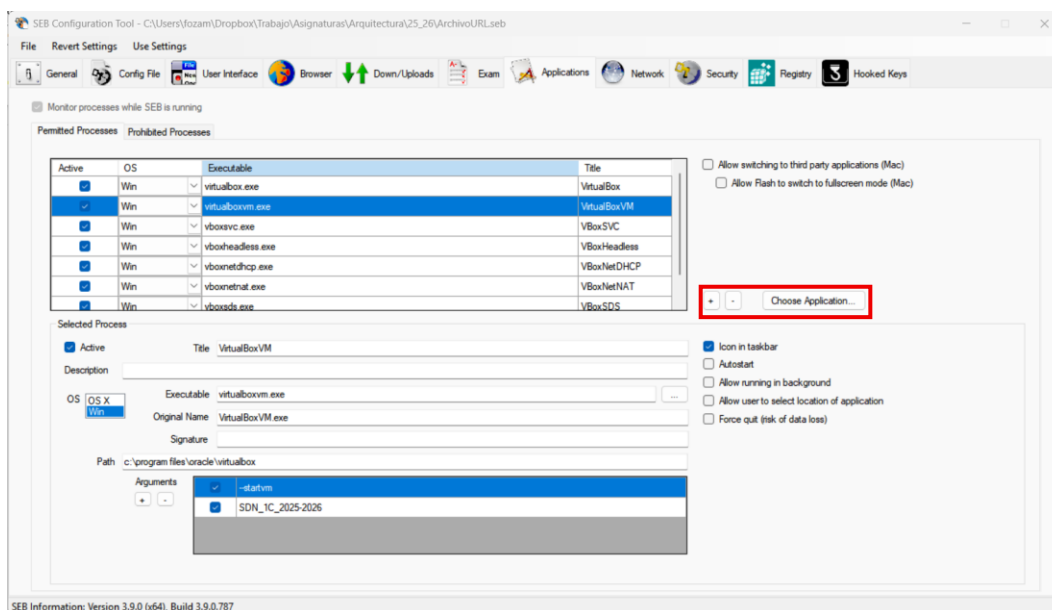 SEB Configuration Tool - C:\Users\fozam\Dropbox\Trabajo\Asignaturas\Arquitectura\25_26\ArchivoURL.seb
File Revert Settings Use Settings
General Config File User Interface Browser Down/Uploads Exam Applications Network Security Registry Hooked Keys
Monitor processes while SEB is running
Permitted Processes Prohibited Processes
Active OS Executable Title
Win virtualbox.exe VirtualBox
Win virtualboxvm.exe VirtualBoxVM
Win vboxsvc.exe VBoxSVC
Win vboxheadless.exe VBoxHeadless
Win vboxnetdhcp.exe VBoxNetDHCP
Win vboxnetnat.exe VBoxNetNAT
Win vboxsds.exe VBoxSDS
Allow switching to third party applications (Mac)
Allow Flash to switch to fullscreen mode (Mac)
+ - Choose Application...
Selected Process
Active Title VirtualBoxVM
Description
OS OS X
Win
Executable virtualboxvm.exe ...
Original Name VirtualBoxVM.exe
Signature
Path c:\program files\oracle\virtualbox
Arguments
+ -
--startvm
SDN_1C_2025-2026
Icon in taskbar
Autostart
Allow running in background
Allow user to select location of application
Force quit (risk of data loss)
SEB Information: Version 3.9.0 (x64), Build 3.9.0.787